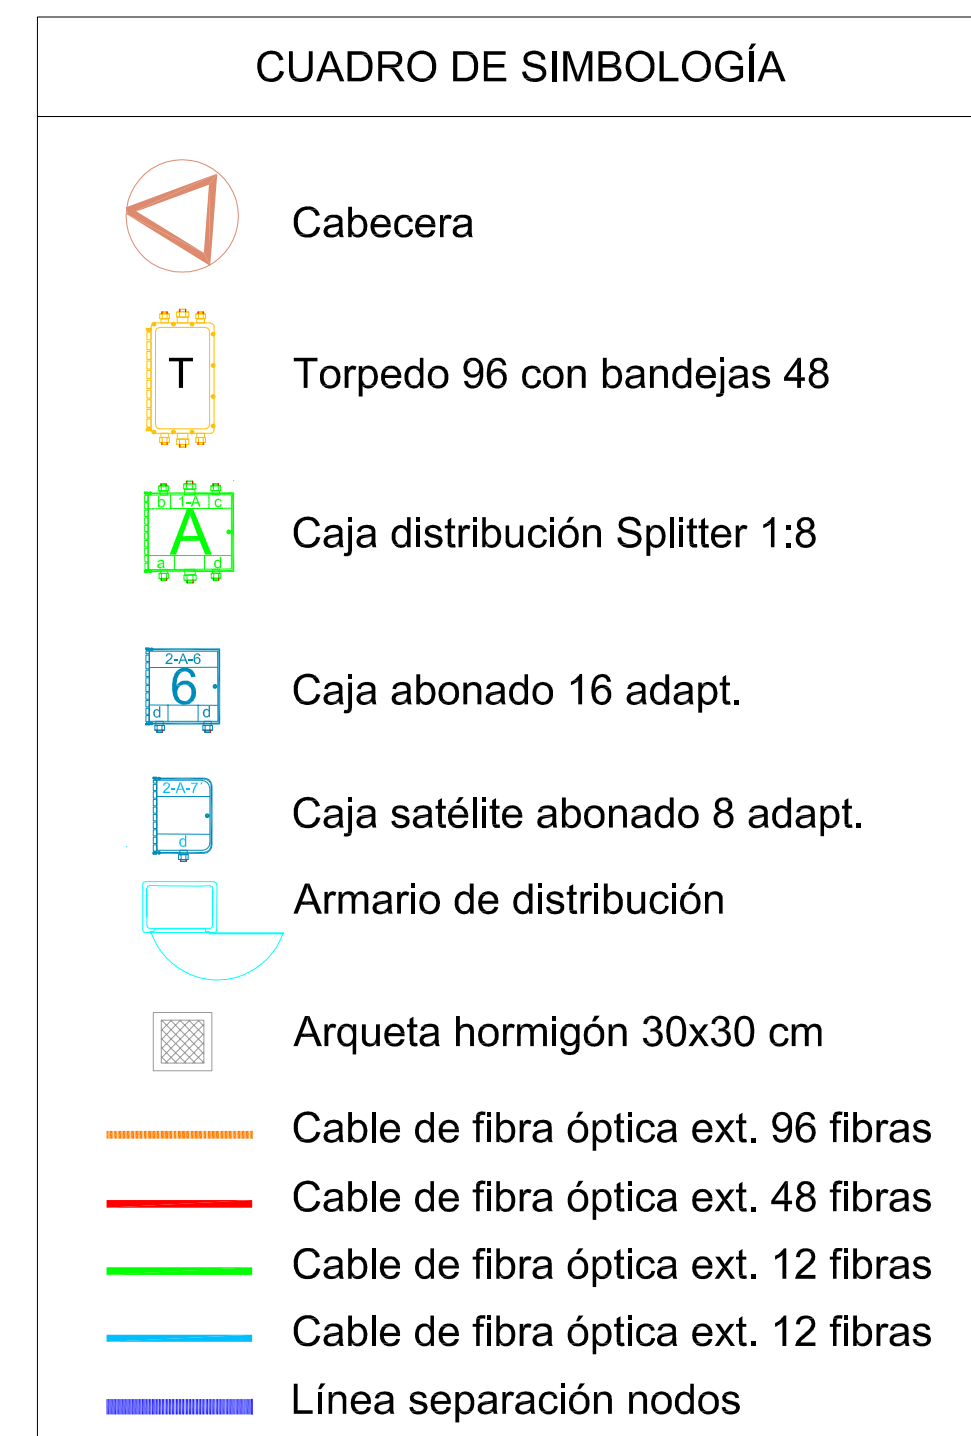 CUADRO DE SIMBOLOGÍA
Cabecera
T
Torpedo 96 con bandejas 48
b 1-A c
A
a d
Caja distribución Splitter 1:8
2-A-6
6
d d
Caja abonado 16 adapt.
2-A-7
d
Caja satélite abonado 8 adapt.
Armario de distribución
Arqueta hormigón 30x30 cm
Cable de fibra óptica ext. 96 fibras
Cable de fibra óptica ext. 48 fibras
Cable de fibra óptica ext. 12 fibras
Cable de fibra óptica ext. 12 fibras
Línea separación nodos